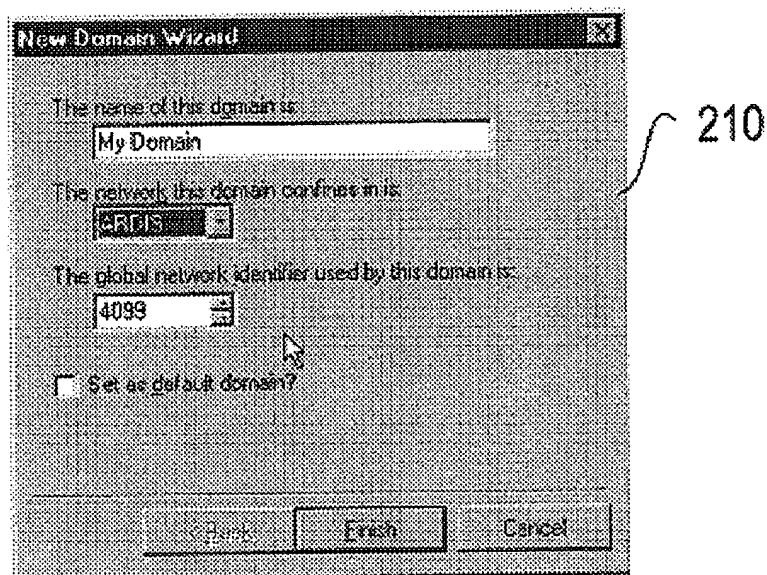 New Domain Wizard
The name of this domain is:
My Domain
210
The network this domain confines in is:
ARDIS
The global network identifier used by this domain is:
4099
Set as default domain?
< Back
Finish
Cancel